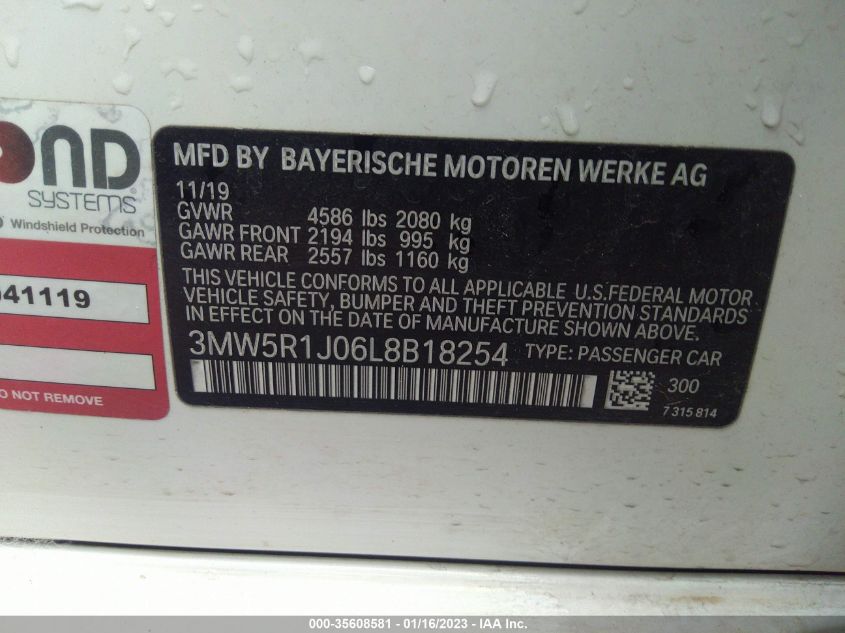 ND
SYSTEMS
Windshield Protection
041119
DO NOT REMOVE
MFD BY BAYERISCHE MOTOREN WERKE AG
11/19
GVWR 4586 lbs 2080 kg
GAWR FRONT 2194 lbs 995 kg
GAWR REAR 2557 lbs 1160 kg
THIS VEHICLE CONFORMS TO ALL APPLICABLE U.S.FEDERAL MOTOR
VEHICLE SAFETY, BUMPER AND THEFT PREVENTION STANDARDS
IN EFFECT ON THE DATE OF MANUFACTURE SHOWN ABOVE.
3MW5R1J06L8B18254 TYPE: PASSENGER CAR
300
7 315 814
000-35608581 - 01/16/2023 - © IAA Inc.